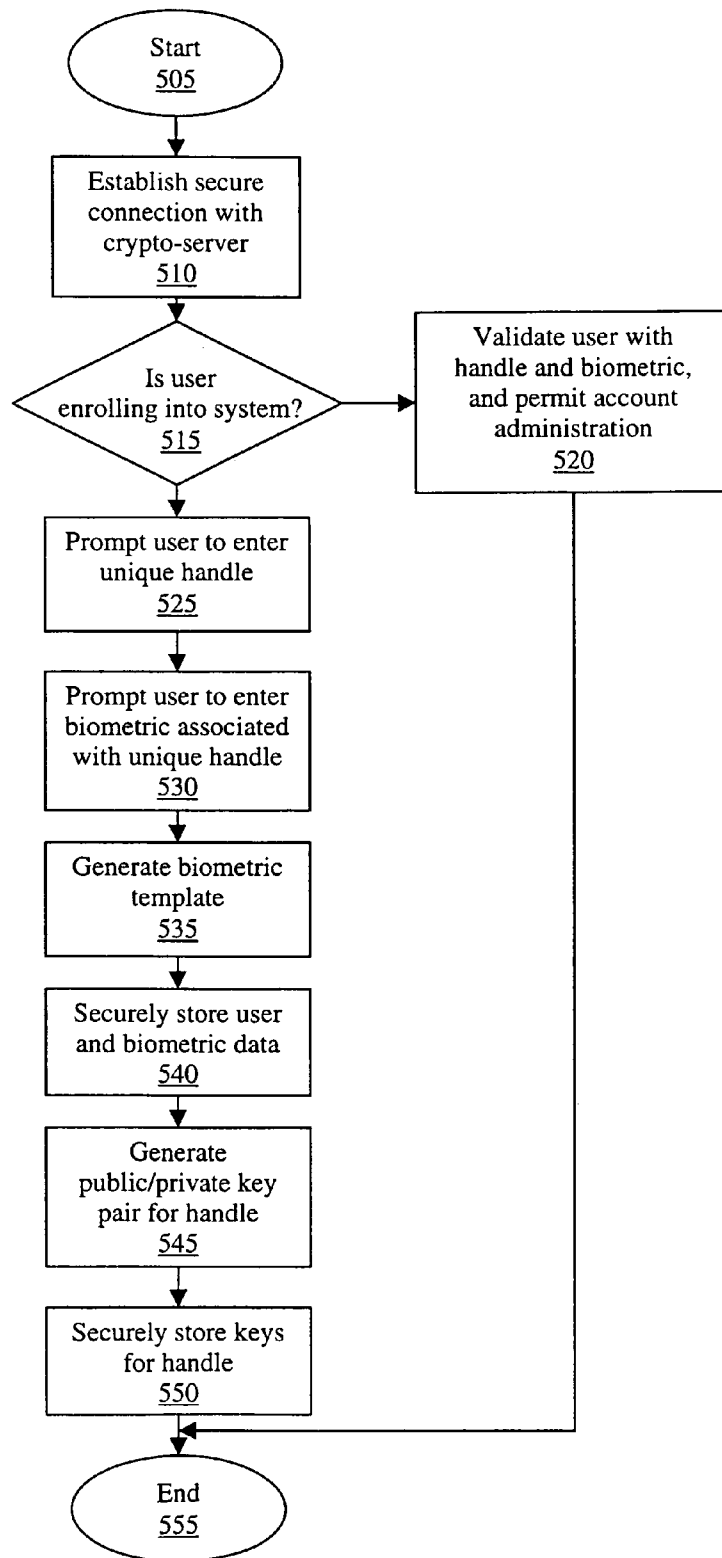 Start
505
Establish secure
connection with
crypto-server
510
Is user
enrolling into system?
515
Validate user with
handle and biometric,
and permit account
administration
520
Prompt user to enter
unique handle
525
Prompt user to enter
biometric associated
with unique handle
530
Generate biometric
template
535
Securely store user
and biometric data
540
Generate
public/private key
pair for handle
545
Securely store keys
for handle
550
End
555